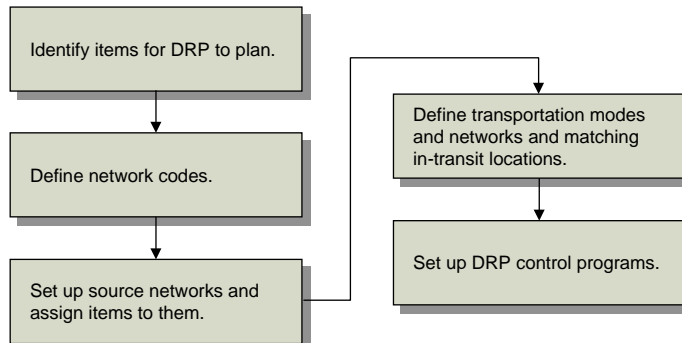 Identify items for DRP to plan.
Define network codes.
Set up source networks and
assign items to them.
Define transportation modes
and networks and matching
in-transit locations.
Set up DRP control programs.